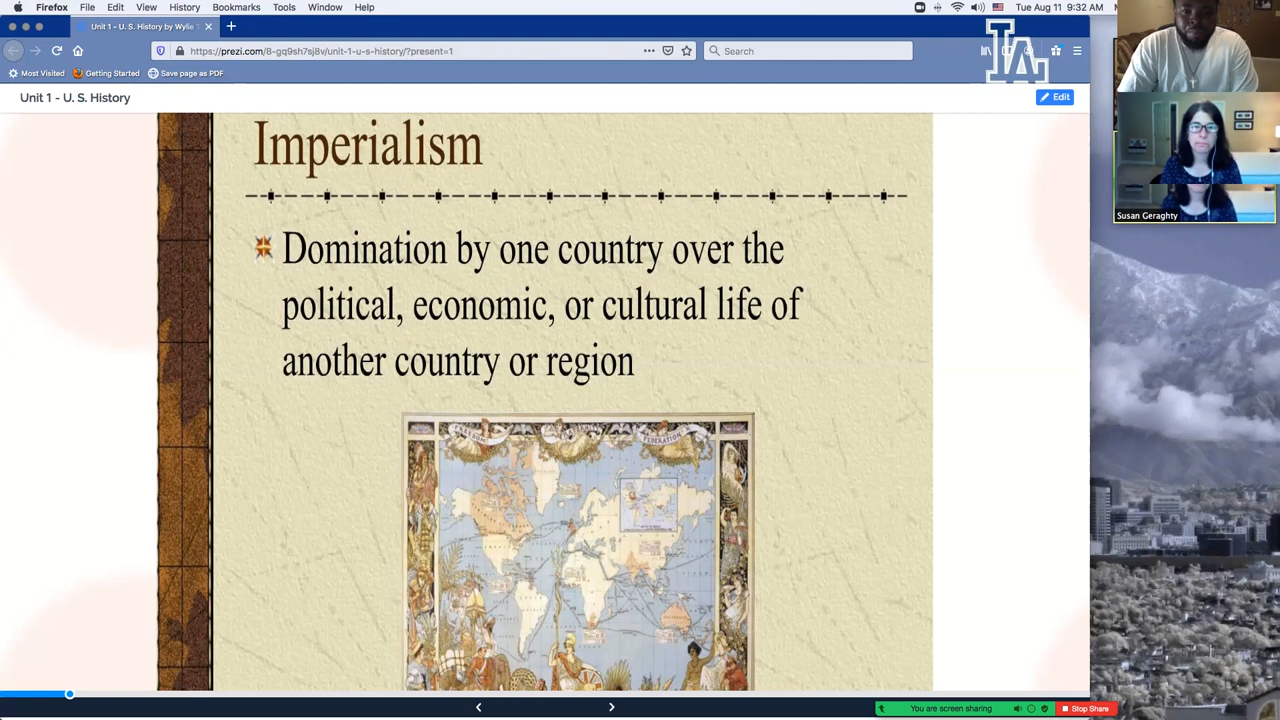 Firefox File Edit View History Bookmarks Tools Window Help Tue Aug 11 9:32 AM
Unit 1 - U. S. History by Wylie
https://prezi.com/8-gq9sh7sj8v/unit-1-u-s-history/?present=1
Search
Most Visited Getting Started Save page as PDF
LA
Unit 1 - U. S. History
Edit
Imperialism
Domination by one country over the
political, economic, or cultural life of
another country or region
FREEDOM
FEDERATION
Susan Geraghty
You are screen sharing
Stop Share